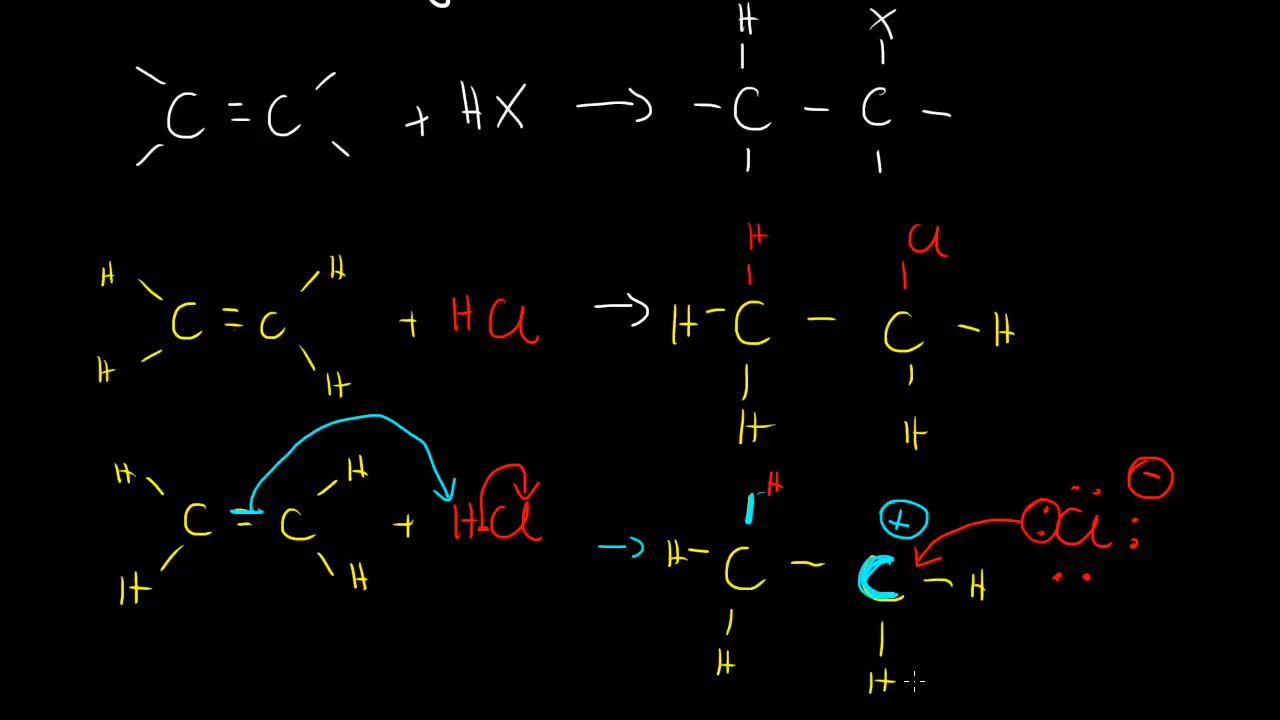 H X
C = C + HX → - C - C -
H Cl
H H
C = C + HCl → H - C - C - H
H H
H H
H H H + Cl -
C = C + HCl → H - C - C - H
H H
H H